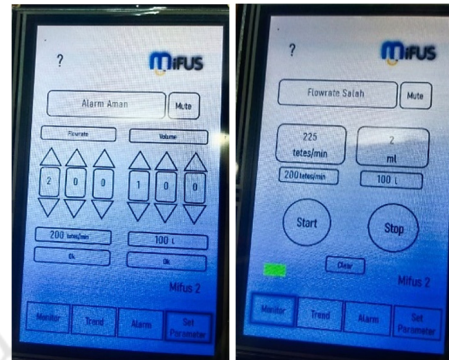 ?
MiFUS
Alarm Aman
Mute
Flowrate
Volume
2 0 0
1 0 0
200 tetes/min
100 L
Ok
Ok
Mifus 2
Monitor
Trend
Alarm
Set Parameter
?
MiFUS
Flowrate Salah
Mute
225
tetes/min
2
ml
200 tetes/min
100 L
Start
Stop
Clear
Mifus 2
Monitor
Trend
Alarm
Set
Parameter